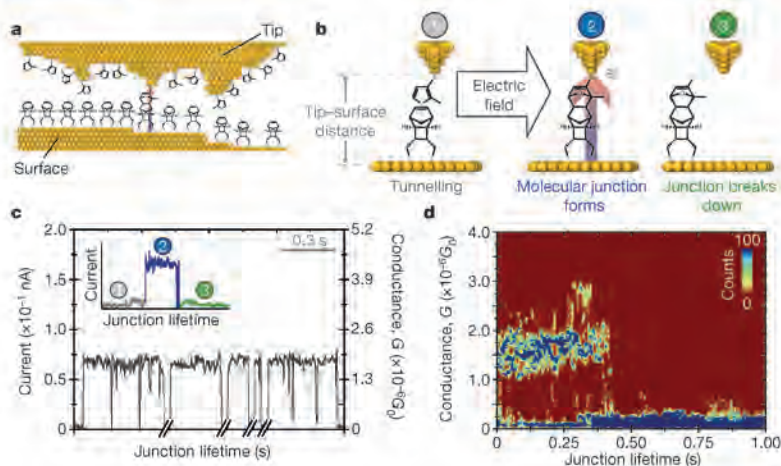 a
Tip
Surface
b
1
2
3
Electric
field
Tip–surface
distance
Tunnelling
Molecular junction
forms
Junction breaks
down
c
2.0
1.5
1.0
0.5
0
Current (×10⁻¹ nA)
5.2
3.9
2.6
1.3
0
Conductance, G (×10⁻⁶G₀)
0.3 s
Current
1
2
3
Junction lifetime
Junction lifetime (s)
d
4.0
3.0
2.0
1.0
0
Conductance, G (×10⁻⁶G₀)
100
0
Counts
0
0.25
0.50
0.75
1.00
Junction lifetime (s)